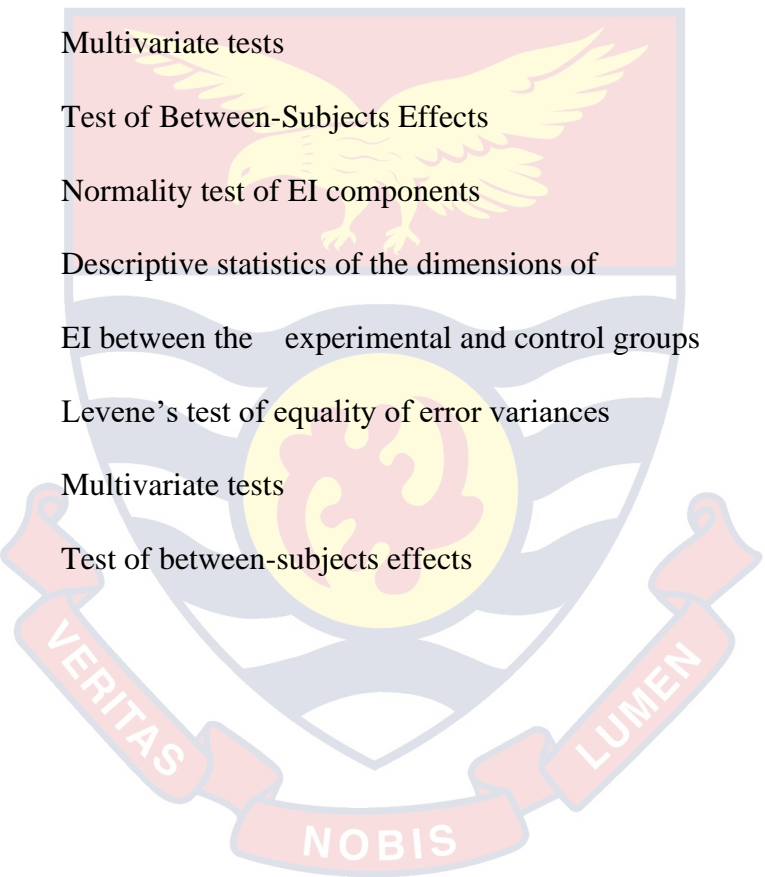 Multivariate tests
Test of Between-Subjects Effects
Normality test of EI components
Descriptive statistics of the dimensions of
EI between the    experimental and control groups
Levene’s test of equality of error variances
Multivariate tests
Test of between-subjects effects
VERITAS
NOBIS
LUMEN